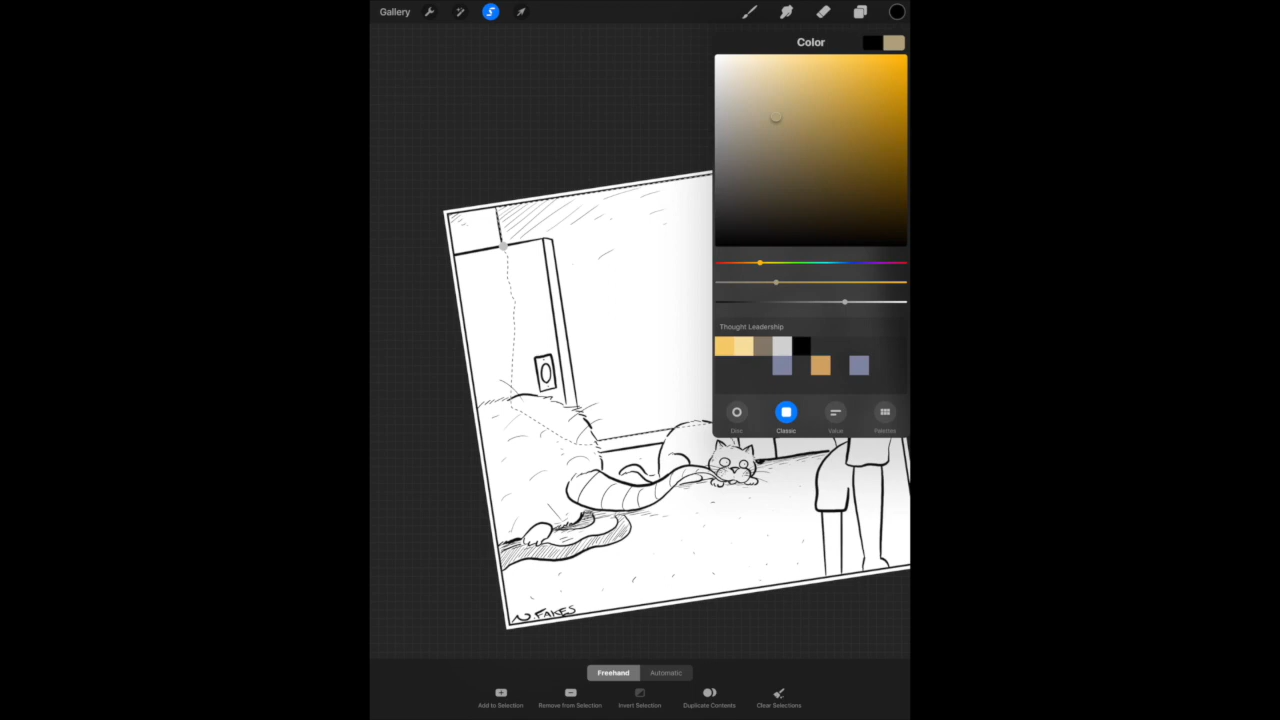 Gallery
Color
Thought Leadership
Disc
Classic
Value
Palettes
N. FAKES
Freehand
Automatic
Add to Selection
Remove from Selection
Invert Selection
Duplicate Contents
Clear Selections